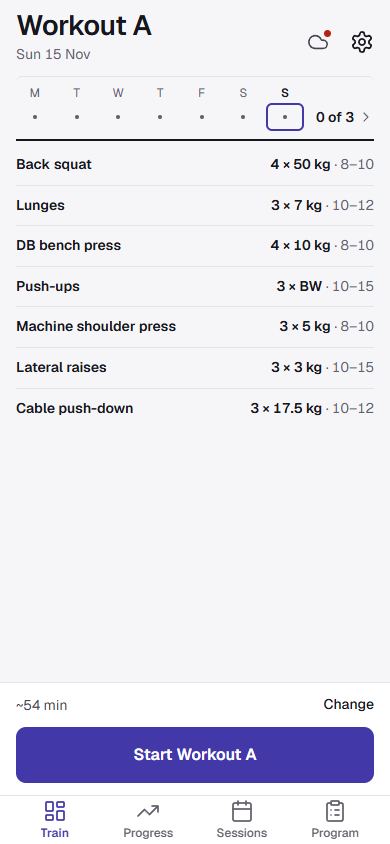 Workout A
Sun 15 Nov
M T W T F S S
0 of 3
Back squat 4 × 50 kg · 8–10
Lunges 3 × 7 kg · 10–12
DB bench press 4 × 10 kg · 8–10
Push-ups 3 × BW · 10–15
Machine shoulder press 3 × 5 kg · 8–10
Lateral raises 3 × 3 kg · 10–15
Cable push-down 3 × 17.5 kg · 10–12
~54 min Change
Start Workout A
Train Progress Sessions Program